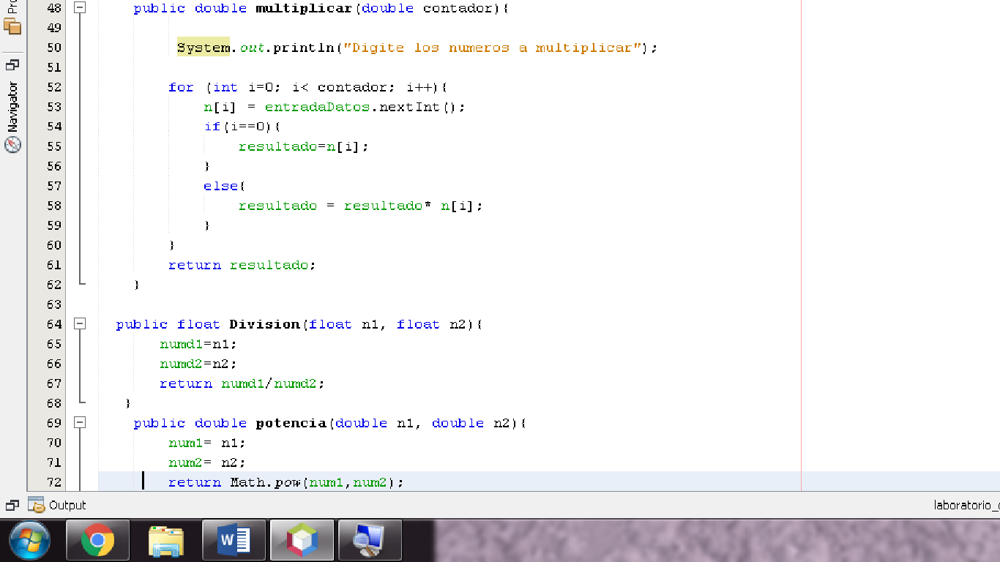 Pro
Navigator
48 public double multiplicar(double contador){
49
50 System.out.println("Digite los numeros a multiplicar");
51
52 for (int i=0; i< contador; i++){
53 n[i] = entradaDatos.nextInt();
54 if(i==0){
55 resultado=n[i];
56 }
57 else{
58 resultado = resultado* n[i];
59 }
60 }
61 return resultado;
62 }
63
64 public float Division(float n1, float n2){
65 numd1=n1;
66 numd2=n2;
67 return numd1/numd2;
68 }
69 public double potencia(double n1, double n2){
70 num1= n1;
71 num2= n2;
72 return Math.pow(num1,num2);
Output
laboratorio_
W